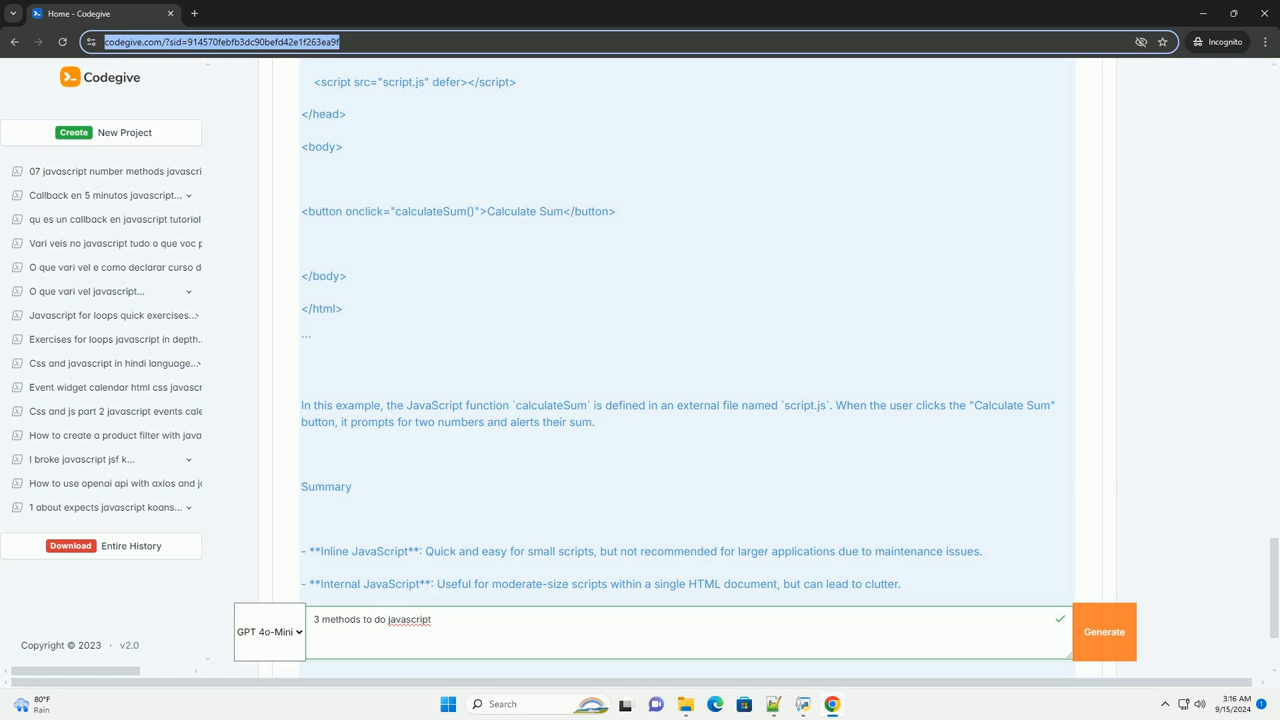 Home - Codegive
codegive.com/?sid=914570febfb3dc90befd42e1f263ea9f
Incognito
Codegive
Create New Project
07 javascript number methods javascri
Callback en 5 minutos javascript...
qu es un callback en javascript tutorial
Vari veis no javascript tudo o que voc p
O que vari vel e como declarar curso d
O que vari vel javascript...
Javascript for loops quick exercises...
Exercises for loops javascript in depth...
Css and javascript in hindi language...
Event widget calendar html css javascr
Css and js part 2 javascript events cale
How to create a product filter with java
I broke javascript jsf k...
How to use openai api with axios and j
1 about expects javascript koans...
Download Entire History
Copyright © 2023 · v2.0
<script src="script.js" defer></script>
</head>
<body>
<button onclick="calculateSum()">Calculate Sum</button>
</body>
</html>
```
In this example, the JavaScript function `calculateSum` is defined in an external file named `script.js`. When the user clicks the "Calculate Sum"
button, it prompts for two numbers and alerts their sum.
Summary
- **Inline JavaScript**: Quick and easy for small scripts, but not recommended for larger applications due to maintenance issues.
- **Internal JavaScript**: Useful for moderate-size scripts within a single HTML document, but can lead to clutter.
GPT 4o-Mini
3 methods to do javascript
Generate
80°F
Rain
Search
3:16 AM
9/15/2024